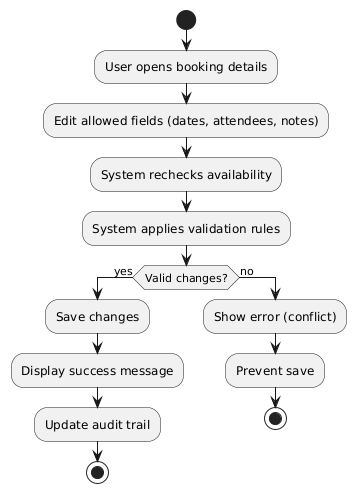 User opens booking details
Edit allowed fields (dates, attendees, notes)
System rechecks availability
System applies validation rules
yes
Valid changes?
no
Save changes
Show error (conflict)
Display success message
Prevent save
Update audit trail